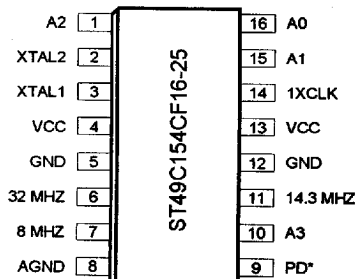 A2 1 16 A0
XTAL2 2 15 A1
XTAL1 3 14 1XCLK
VCC 4 13 VCC
GND 5 12 GND
32 MHZ 6 11 14.3 MHZ
8 MHZ 7 10 A3
AGND 8 9 PD*
ST49C154CF16-25